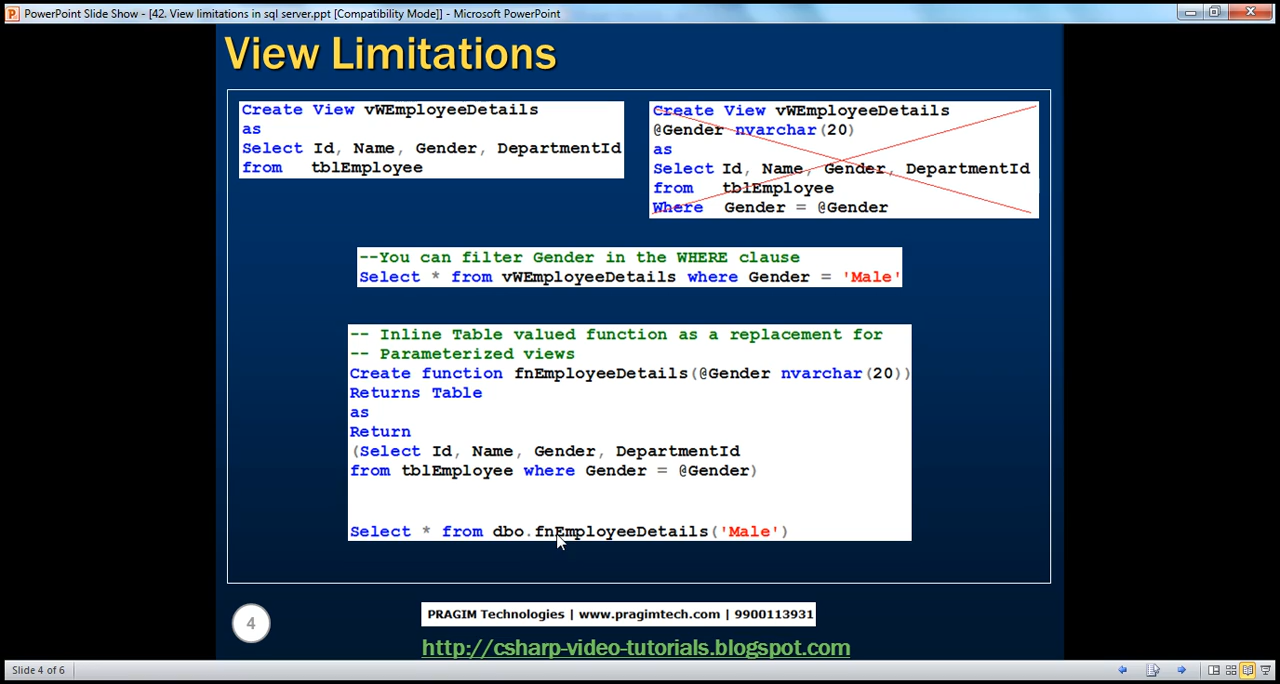 PowerPoint Slide Show - [42. View limitations in sql server.ppt [Compatibility Mode]] - Microsoft PowerPoint
View Limitations
Create View vWEmployeeDetails
as
Select Id, Name, Gender, DepartmentId
from tblEmployee
Create View vWEmployeeDetails
@Gender nvarchar(20)
as
Select Id, Name, Gender, DepartmentId
from tblEmployee
Where Gender = @Gender
--You can filter Gender in the WHERE clause
Select * from vWEmployeeDetails where Gender = 'Male'
-- Inline Table valued function as a replacement for
-- Parameterized views
Create function fnEmployeeDetails(@Gender nvarchar(20))
Returns Table
as
Return
(Select Id, Name, Gender, DepartmentId
from tblEmployee where Gender = @Gender)
Select * from dbo.fnEmployeeDetails('Male')
4
PRAGIM Technologies | www.pragimtech.com | 9900113931
http://csharp-video-tutorials.blogspot.com
Slide 4 of 6